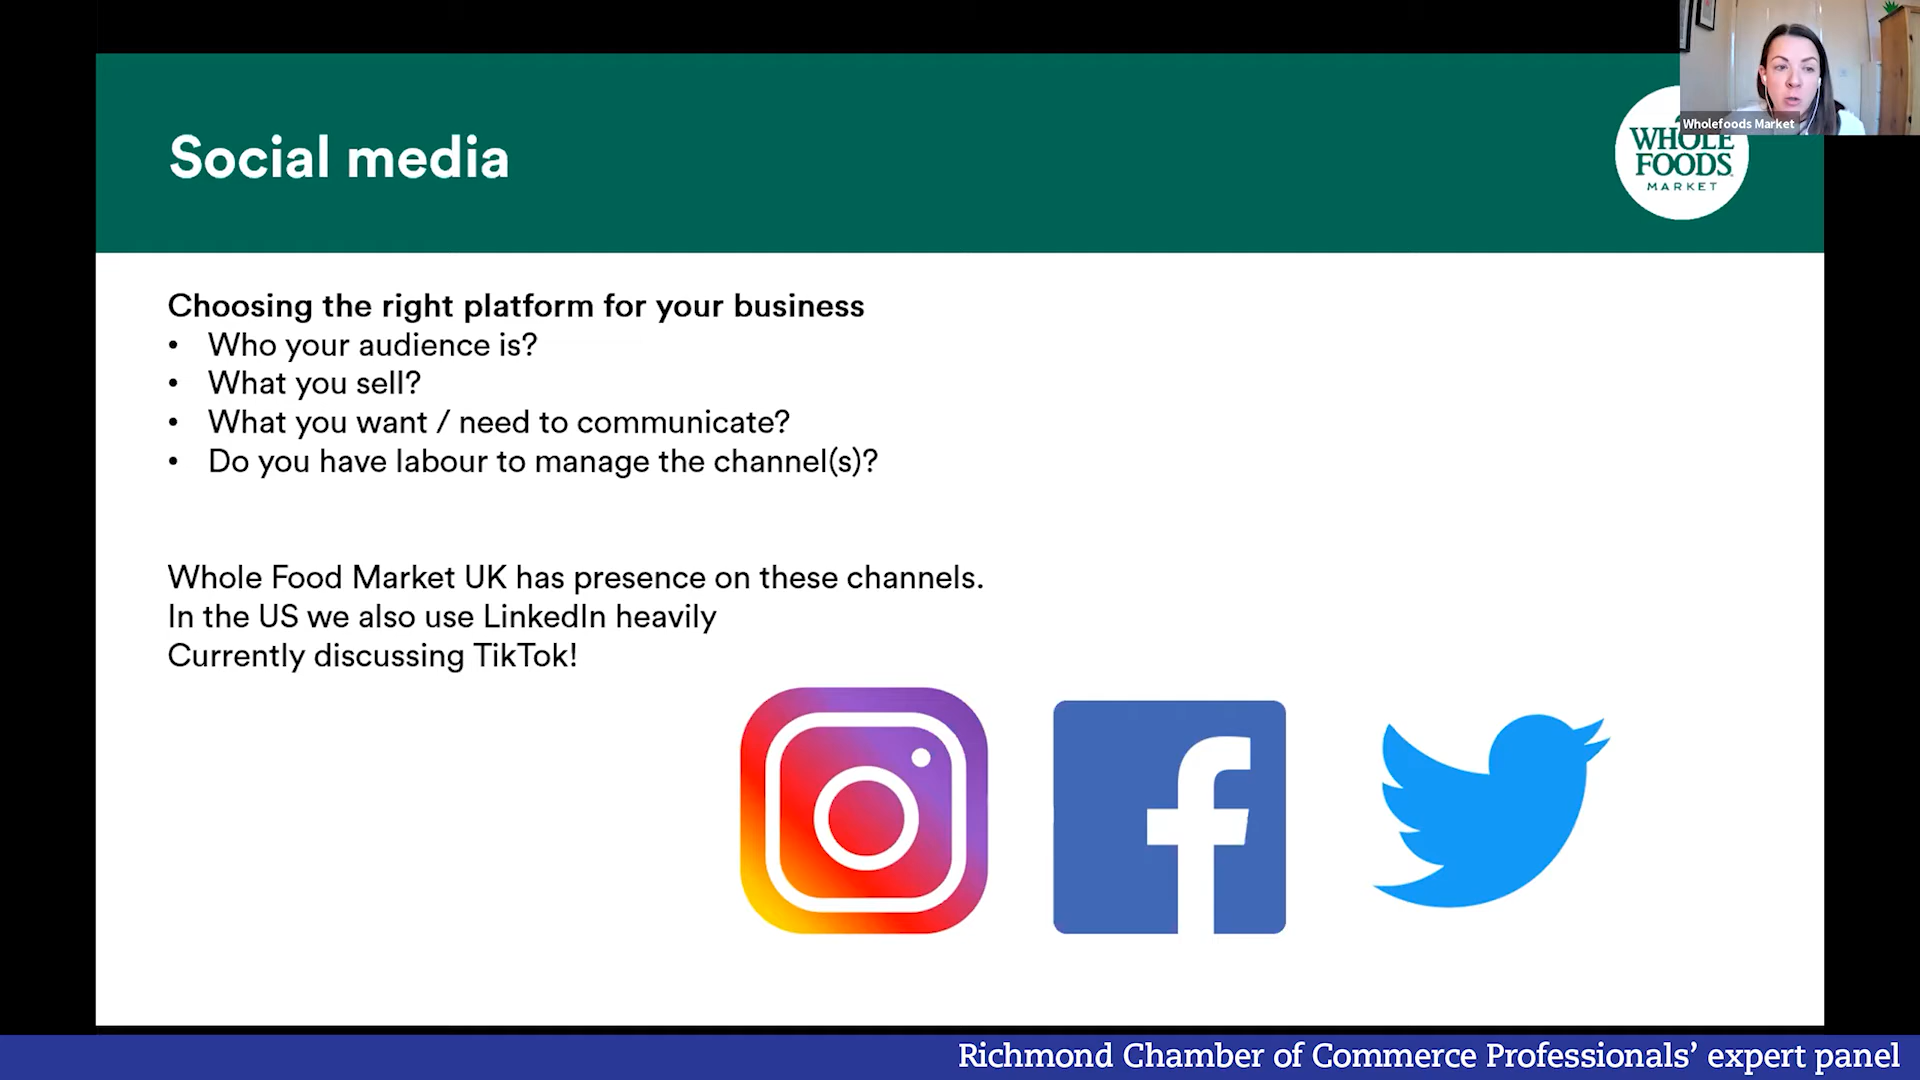 Wholefoods Market
Social media
WHOLE
FOODS
MARKET
Choosing the right platform for your business
• Who your audience is?
• What you sell?
• What you want / need to communicate?
• Do you have labour to manage the channel(s)?
Whole Food Market UK has presence on these channels.
In the US we also use LinkedIn heavily
Currently discussing TikTok!
Richmond Chamber of Commerce Professionals’ expert panel